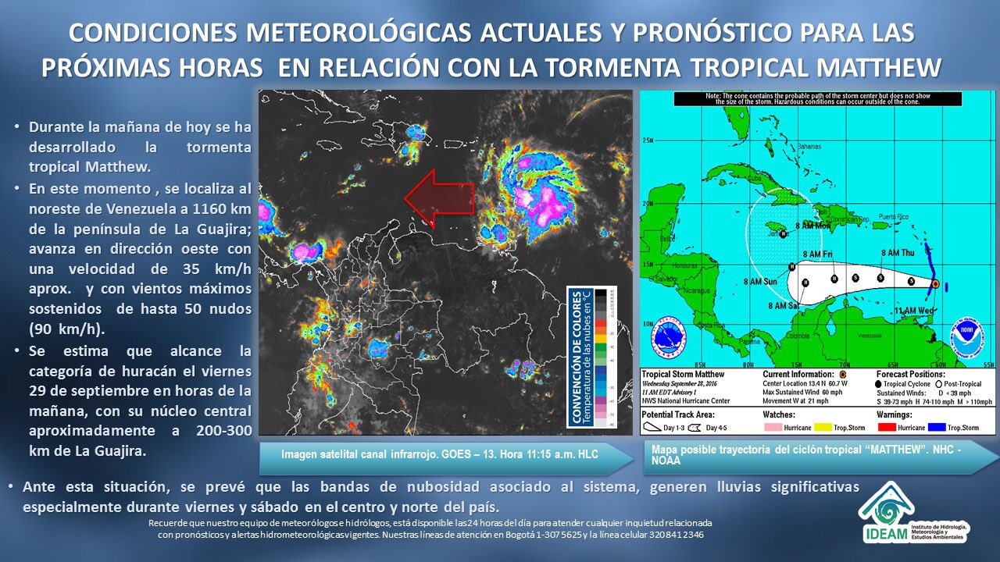 CONDICIONES METEOROLÓGICAS ACTUALES Y PRONÓSTICO PARA LAS
PRÓXIMAS HORAS EN RELACIÓN CON LA TORMENTA TROPICAL MATTHEW
• Durante la mañana de hoy se ha
desarrollado la tormenta
tropical Matthew.
• En este momento , se localiza al
noreste de Venezuela a 1160 km
de la península de La Guajira;
avanza en dirección oeste con
una velocidad de 35 km/h
aprox. y con vientos máximos
sostenidos de hasta 50 nudos
(90 km/h).
• Se estima que alcance la
categoría de huracán el viernes
29 de septiembre en horas de la
mañana, con su núcleo central
aproximadamente a 200-300
km de La Guajira.
CONVENCIÓN DE COLORES
Temperatura de las nubes en °C
Imagen satelital canal infrarrojo. GOES – 13. Hora 11:15 a.m. HLC
Note: The cone contains the probable path of the storm center but does not show
the size of the storm. Hazardous conditions can occur outside of the cone.
25N
Bahamas
Cuba
20N
Dominican Rep.
Puerto Rico
8 AM Mon
8 AM Fri
8 AM Thu
15N
Honduras
El Salvador
8 AM Sun
Nicaragua
8 AM Sat
11 AM Wed
10N
Costa Rica
Panama
Colombia
Venezuela
NOAA
85W 80W 75W 70W 65W 60W 55W
Tropical Storm Matthew
Wednesday September 28, 2016
11 AM EDT Advisory 1
NWS National Hurricane Center
Current Information:
Center Location 13.4 N 60.7 W
Max Sustained Wind 60 mph
Movement W at 21 mph
Forecast Positions:
Tropical Cyclone Post-Tropical
Sustained Winds: D < 39 mph
S 39-73 mph H 74-110 mph M > 110mph
Potential Track Area:
Day 1-3 Day 4-5
Watches:
Hurricane Trop.Storm
Warnings:
Hurricane Trop.Storm
Mapa posible trayectoria del ciclón tropical “MATTHEW”. NHC -
NOAA
• Ante esta situación, se prevé que las bandas de nubosidad asociado al sistema, generen lluvias significativas
especialmente durante viernes y sábado en el centro y norte del país.
Recuerde que nuestro equipo de meteorólogos e hidrólogos, está disponible las 24 horas del día para atender cualquier inquietud relacionada
con pronósticos y alertas hidrometeorológicas vigentes. Nuestras líneas de atención en Bogotá 1-307 5625 y la línea celular 320 841 2346
IDEAM
Instituto de Hidrología,
Meteorología y
Estudios Ambientales